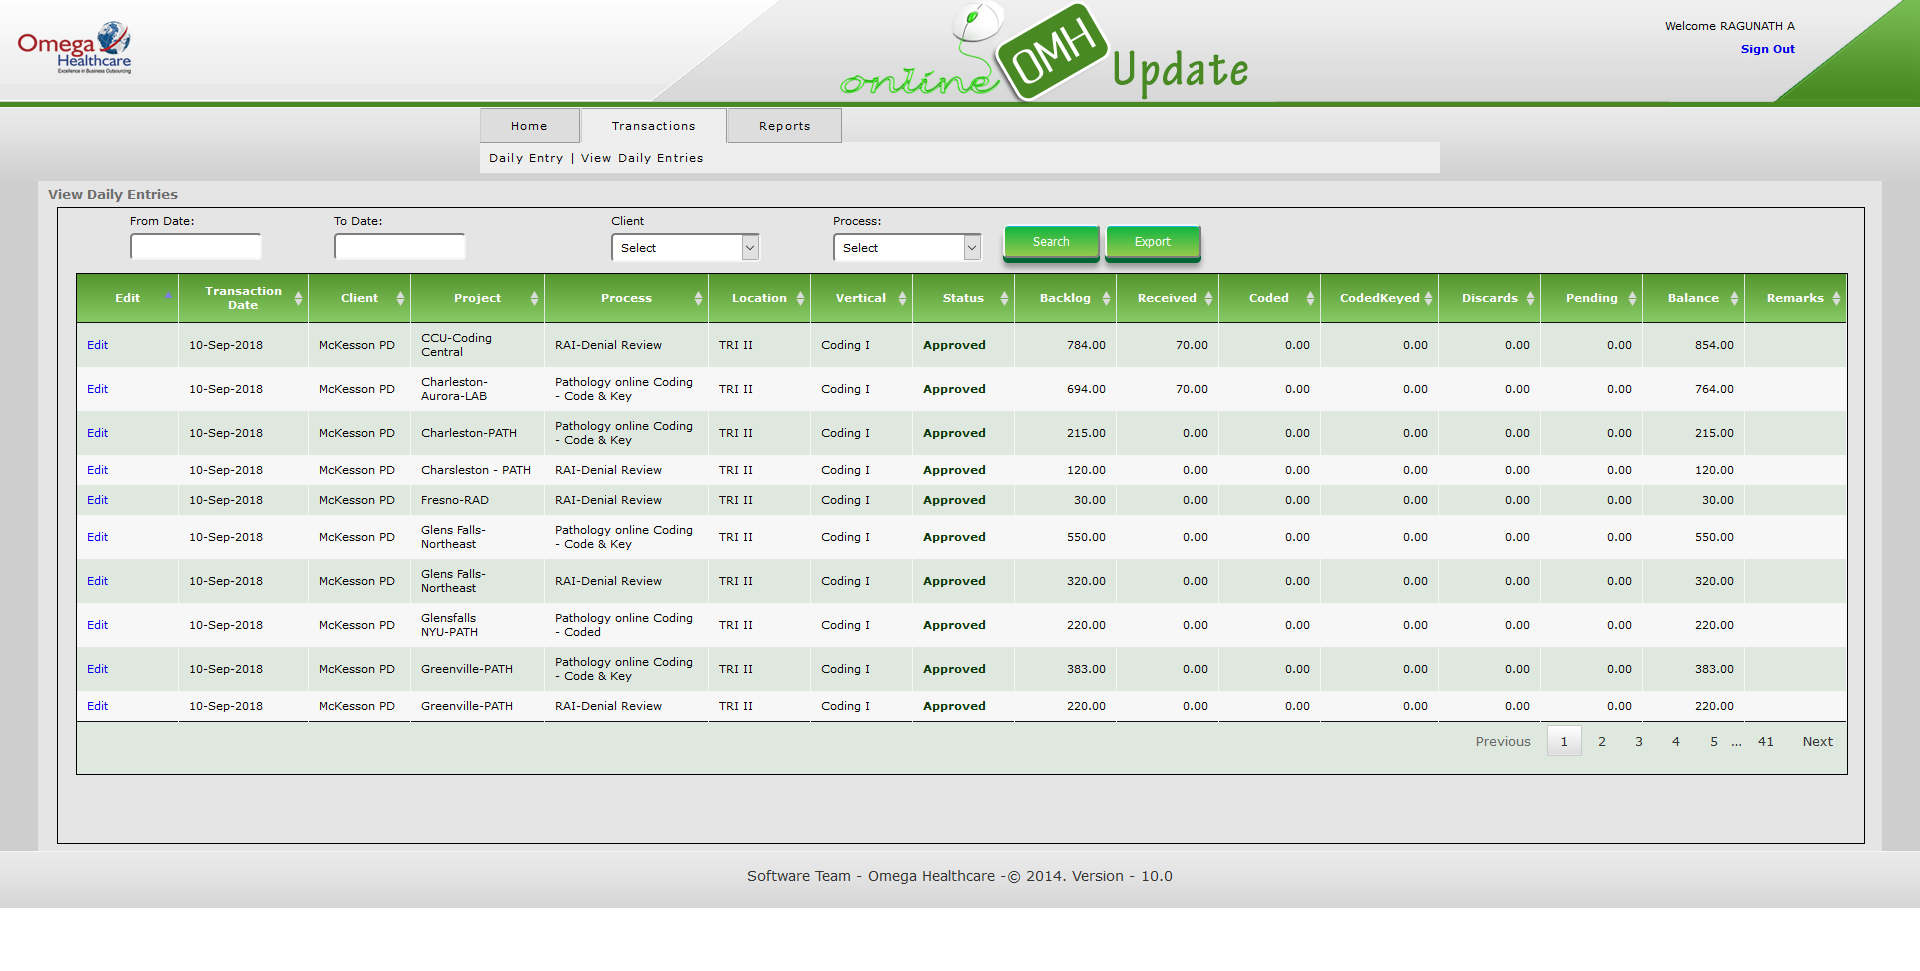 Omega
Healthcare
Excellence in Business Outsourcing
online OMH Update
Welcome RAGUNATH A
Sign Out
Home Transactions Reports
Daily Entry | View Daily Entries
View Daily Entries
From Date: To Date: Client Process:
Select Select Search Export
Edit Transaction Date Client Project Process Location Vertical Status Backlog Received Coded CodedKeyed Discards Pending Balance Remarks
Edit 10-Sep-2018 McKesson PD CCU-Coding Central RAI-Denial Review TRI II Coding I Approved 784.00 70.00 0.00 0.00 0.00 0.00 854.00
Edit 10-Sep-2018 McKesson PD Charleston-Aurora-LAB Pathology online Coding - Code & Key TRI II Coding I Approved 694.00 70.00 0.00 0.00 0.00 0.00 764.00
Edit 10-Sep-2018 McKesson PD Charleston-PATH Pathology online Coding - Code & Key TRI II Coding I Approved 215.00 0.00 0.00 0.00 0.00 0.00 215.00
Edit 10-Sep-2018 McKesson PD Charsleston - PATH RAI-Denial Review TRI II Coding I Approved 120.00 0.00 0.00 0.00 0.00 0.00 120.00
Edit 10-Sep-2018 McKesson PD Fresno-RAD RAI-Denial Review TRI II Coding I Approved 30.00 0.00 0.00 0.00 0.00 0.00 30.00
Edit 10-Sep-2018 McKesson PD Glens Falls-Northeast Pathology online Coding - Code & Key TRI II Coding I Approved 550.00 0.00 0.00 0.00 0.00 0.00 550.00
Edit 10-Sep-2018 McKesson PD Glens Falls-Northeast RAI-Denial Review TRI II Coding I Approved 320.00 0.00 0.00 0.00 0.00 0.00 320.00
Edit 10-Sep-2018 McKesson PD Glensfalls NYU-PATH Pathology online Coding - Coded TRI II Coding I Approved 220.00 0.00 0.00 0.00 0.00 0.00 220.00
Edit 10-Sep-2018 McKesson PD Greenville-PATH Pathology online Coding - Code & Key TRI II Coding I Approved 383.00 0.00 0.00 0.00 0.00 0.00 383.00
Edit 10-Sep-2018 McKesson PD Greenville-PATH RAI-Denial Review TRI II Coding I Approved 220.00 0.00 0.00 0.00 0.00 0.00 220.00
Previous 1 2 3 4 5 ... 41 Next
Software Team - Omega Healthcare -© 2014. Version - 10.0